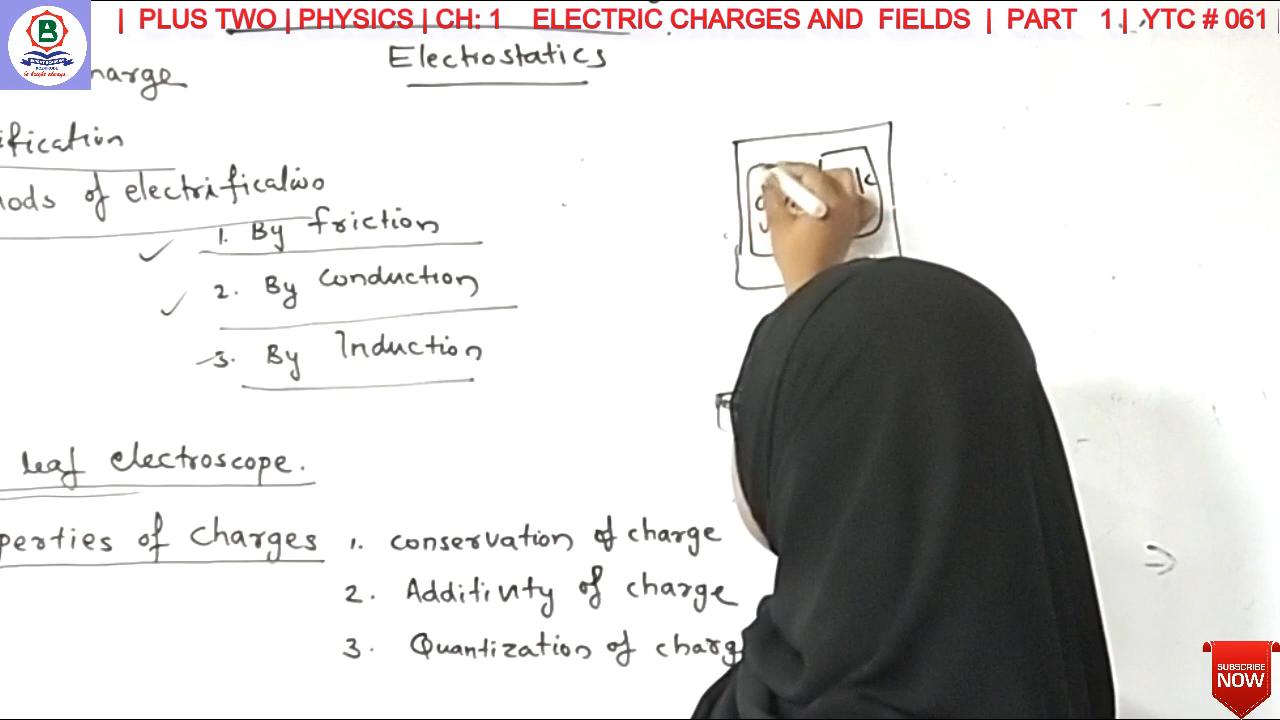 | PLUS TWO | PHYSICS | CH: 1 ELECTRIC CHARGES AND FIELDS | PART 1 | YTC # 061 |
B
Electrostatics
harge
ification
ods of electrification
1. By friction
2. By Conduction
3. By Induction
leaf electroscope.
perties of charges
1. conservation of charge
2. Additivity of charge
3. Quantization of charg
⇒
SUBSCRIBE
NOW